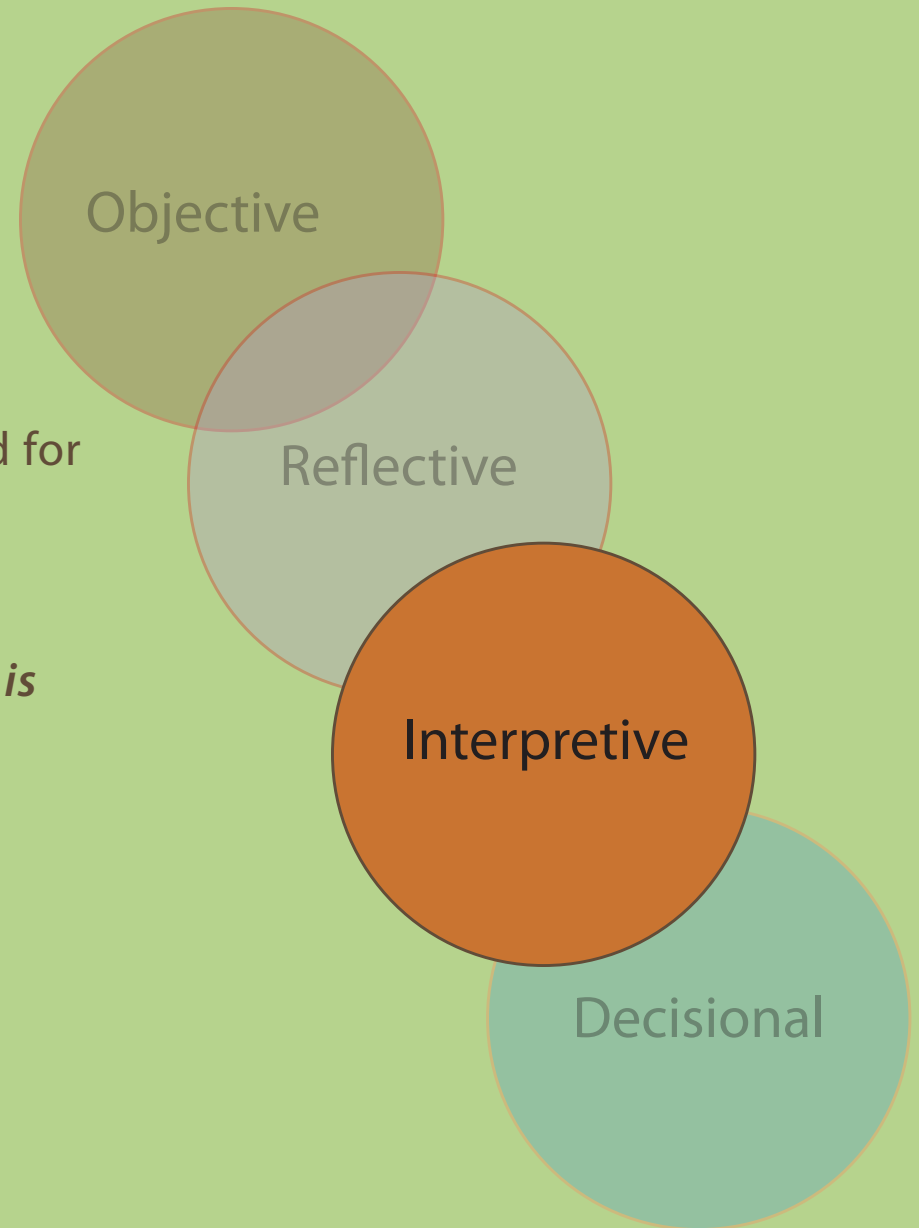 Objective
d for
Reflective
is
Interpretive
Decisional